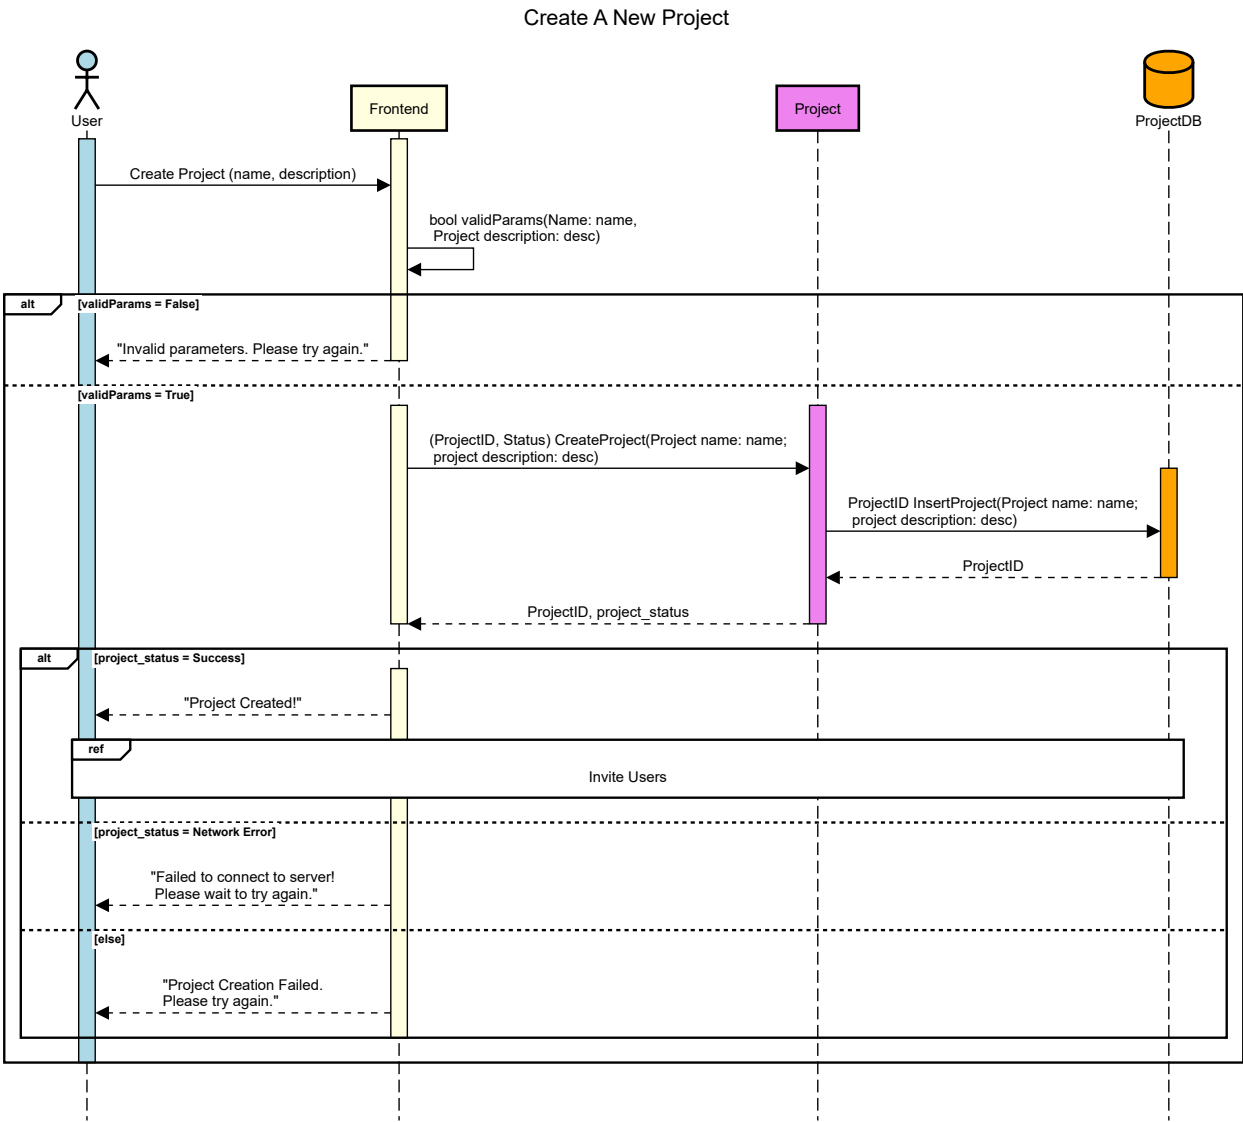 Create A New Project
User
Frontend
Project
ProjectDB
Create Project (name, description)
bool validParams(Name: name,
Project description: desc)
alt
[validParams = False]
"Invalid parameters. Please try again."
[validParams = True]
(ProjectID, Status) CreateProject(Project name: name;
project description: desc)
ProjectID InsertProject(Project name: name;
project description: desc)
ProjectID
ProjectID, project_status
alt
[project_status = Success]
"Project Created!"
ref
Invite Users
[project_status = Network Error]
"Failed to connect to server!
Please wait to try again."
[else]
"Project Creation Failed.
Please try again."